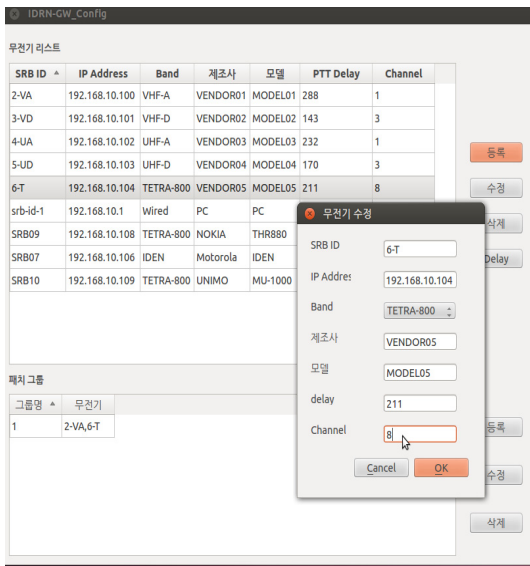 IDRN-GW_Config
무전기 리스트
SRB ID IP Address Band 제조사 모델 PTT Delay Channel
2-VA 192.168.10.100 VHF-A VENDOR01 MODEL01 288 1
3-VD 192.168.10.101 VHF-D VENDOR02 MODEL02 143 3
4-UA 192.168.10.102 UHF-A VENDOR03 MODEL03 232 1
5-UD 192.168.10.103 UHF-D VENDOR04 MODEL04 170 3
6-T 192.168.10.104 TETRA-800 VENDOR05 MODEL05 211 8
srb-id-1 192.168.10.1 Wired PC PC
SRB09 192.168.10.108 TETRA-800 NOKIA THR880
SRB07 192.168.10.106 IDEN Motorola IDEN
SRB10 192.168.10.109 TETRA-800 UNIMO MU-1000
등록
수정
삭제
Delay
무전기 수정
SRB ID 6-T
IP Addres 192.168.10.104
Band TETRA-800
제조사 VENDOR05
모델 MODEL05
delay 211
Channel 8
Cancel OK
패치 그룹
그룹명 무전기
1 2-VA,6-T
등록
수정
삭제